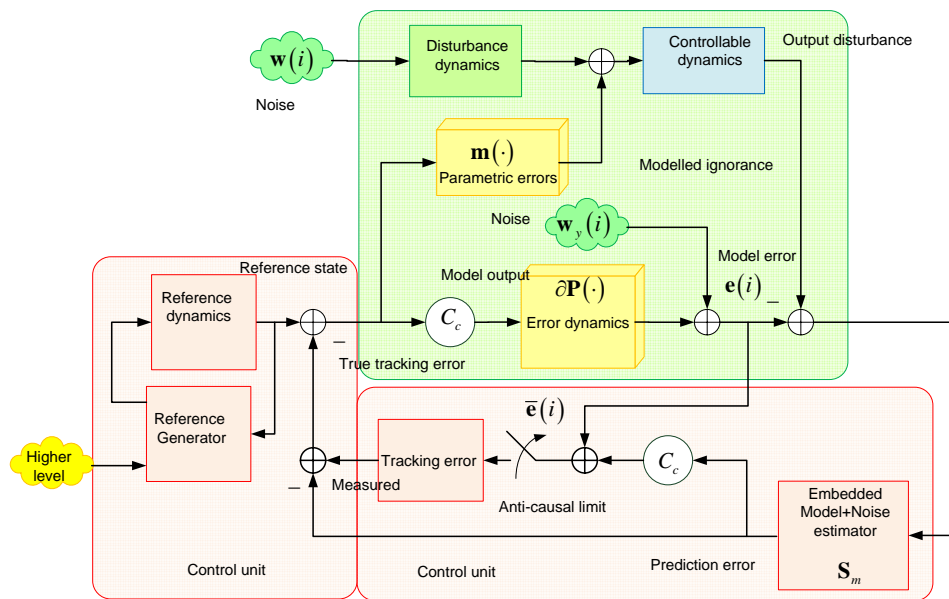 w(i)
Noise
Disturbance
dynamics
Controllable
dynamics
Output disturbance
m(·)
Parametric errors
Modelled ignorance
Noise
w_y(i)
Model error
e(i)
−
Reference state
Reference
dynamics
Model output
∂P(·)
Error dynamics
C_c
−
True tracking error
Reference
Generator
Higher
level
ē(i)
Tracking error
C_c
−
Measured
Anti-causal limit
Embedded
Model+Noise
estimator
S_m
Prediction error
Control unit
Control unit